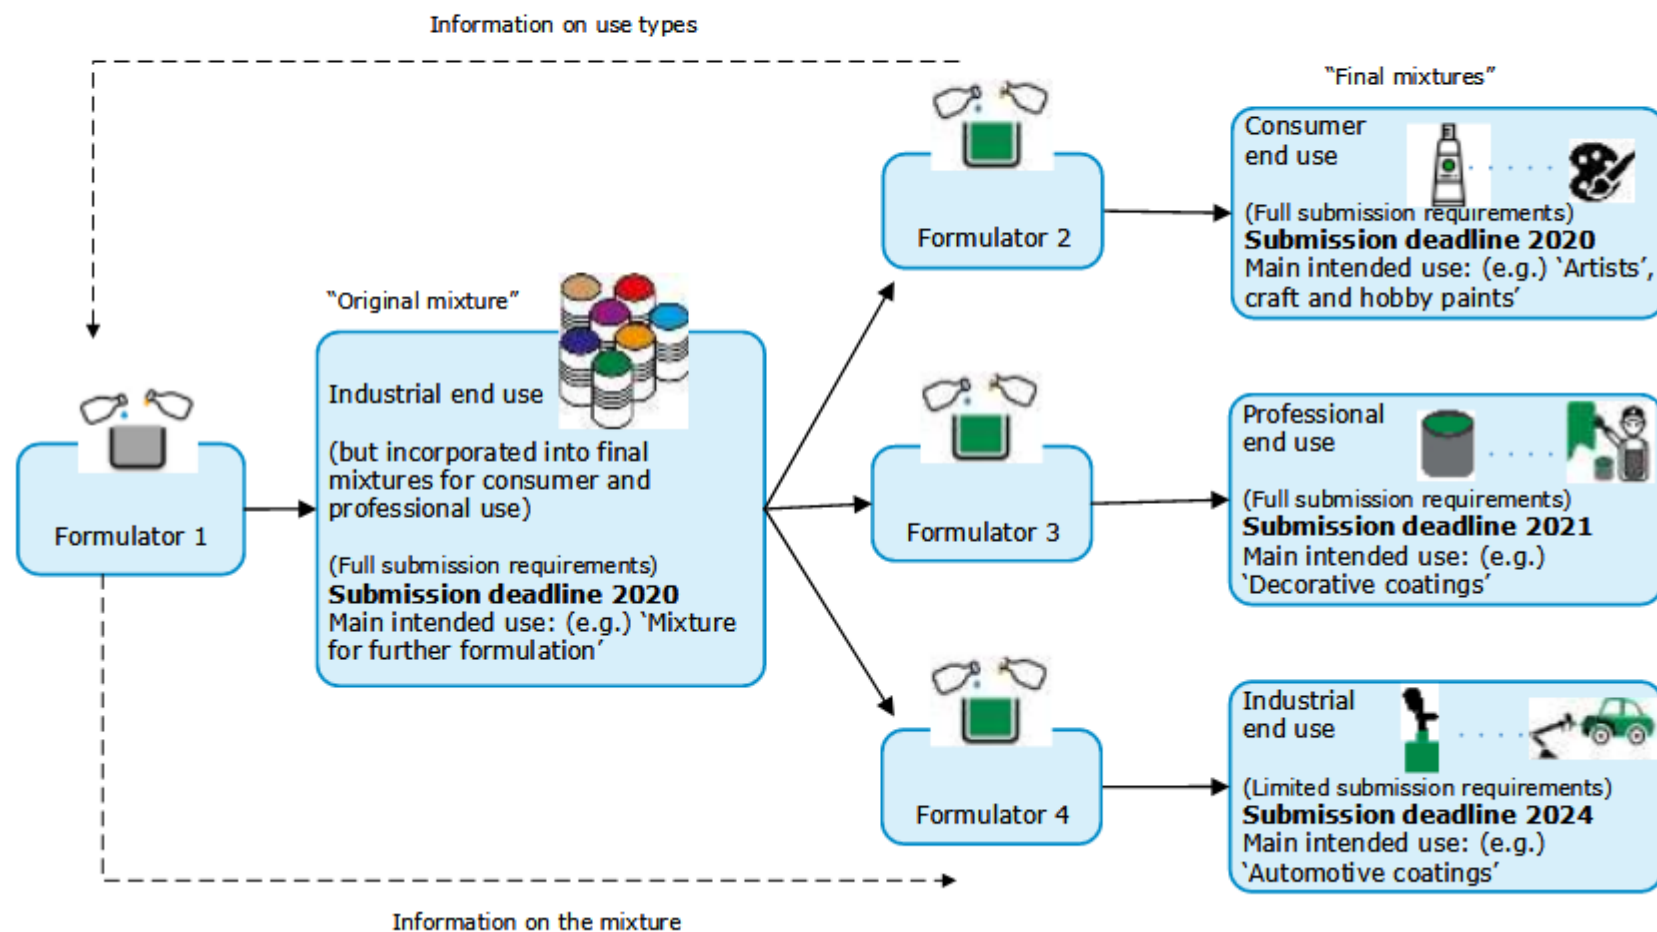 Information on use types
"Final mixtures"
Consumer
end use
(Full submission requirements)
Submission deadline 2020
Main intended use: (e.g.) ‘Artists’,
craft and hobby paints’
Formulator 2
"Original mixture"
Industrial end use
(but incorporated into final
mixtures for consumer and
professional use)
(Full submission requirements)
Submission deadline 2020
Main intended use: (e.g.) ‘Mixture
for further formulation’
Formulator 1
Professional
end use
(Full submission requirements)
Submission deadline 2021
Main intended use: (e.g.)
‘Decorative coatings’
Formulator 3
Industrial
end use
(Limited submission requirements)
Submission deadline 2024
Main intended use: (e.g.)
‘Automotive coatings’
Formulator 4
Information on the mixture